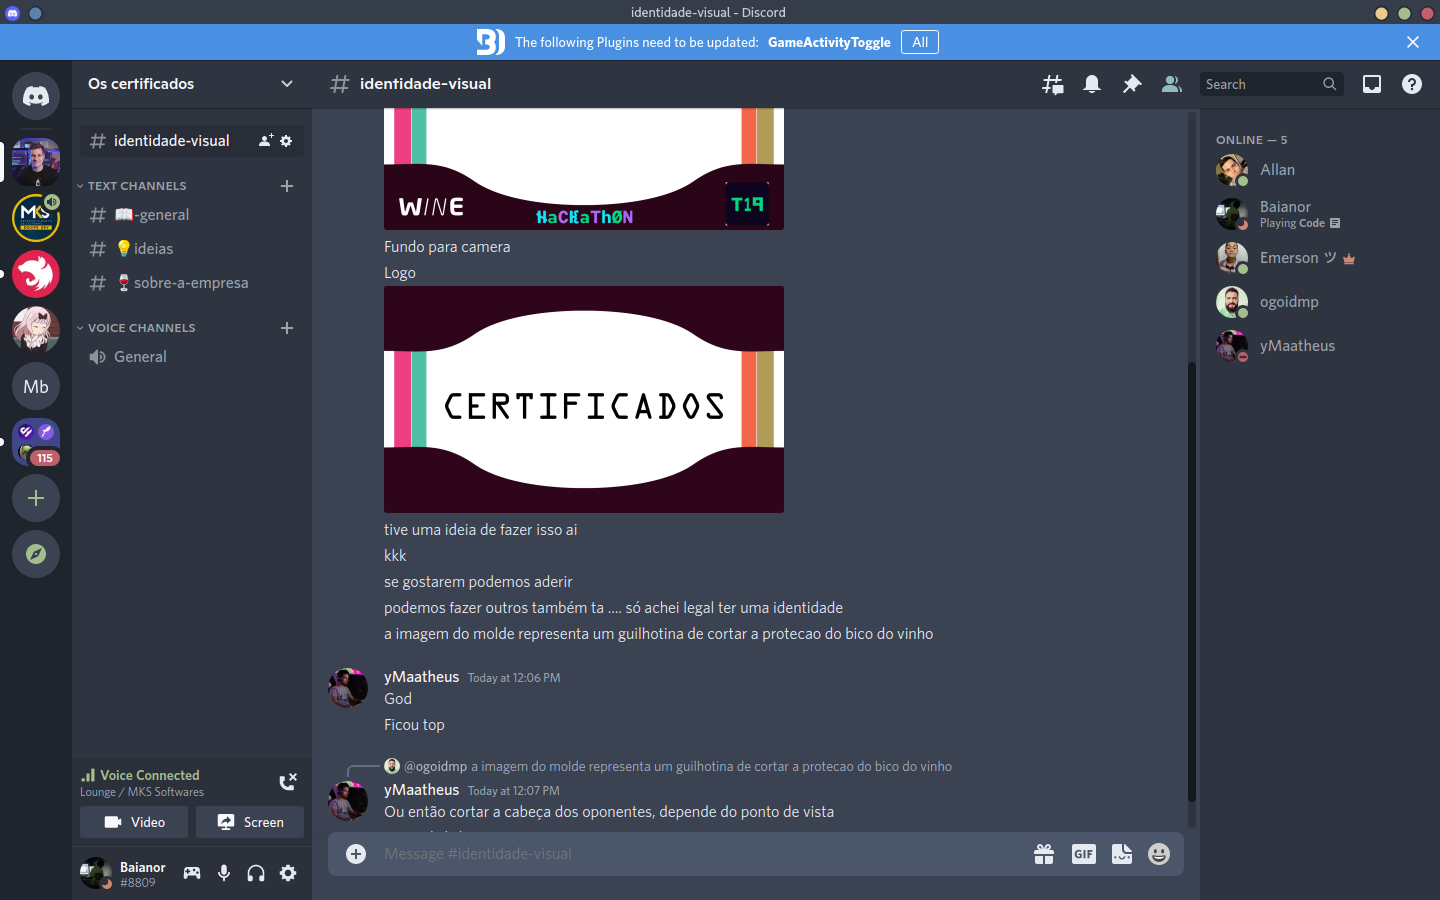 identidade-visual - Discord
The following Plugins need to be updated: GameActivityToggle All
Os certificados
identidade-visual
Search
identidade-visual
TEXT CHANNELS
-general
ideias
sobre-a-empresa
VOICE CHANNELS
General
MKS
Mb
115
WINE
HaCKaThØN
T19
Fundo para camera
Logo
CERTIFICADOS
tive uma ideia de fazer isso ai
kkk
se gostarem podemos aderir
podemos fazer outros também ta .... só achei legal ter uma identidade
a imagem do molde representa um guilhotina de cortar a protecao do bico do vinho
yMaatheus Today at 12:06 PM
God
Ficou top
@ogoidmp a imagem do molde representa um guilhotina de cortar a protecao do bico do vinho
yMaatheus Today at 12:07 PM
Ou então cortar a cabeça dos oponentes, depende do ponto de vista
Message #identidade-visual
GIF
ONLINE — 5
Allan
Baianor
Playing Code
Emerson ツ
ogoidmp
yMaatheus
Voice Connected
Lounge / MKS Softwares
Video
Screen
Baianor
#8809